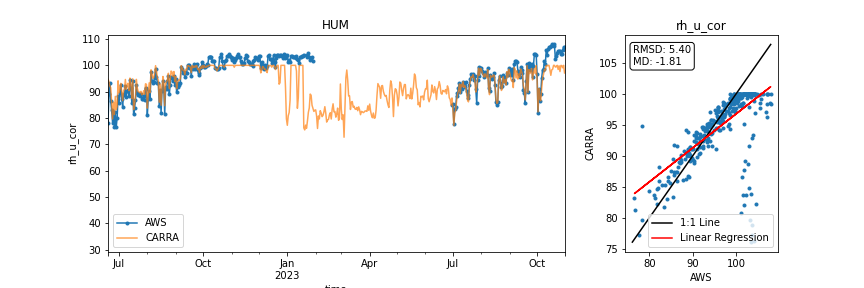 HUM
rh_u_cor
110
100
90
80
70
60
50
40
30
rh_u_cor
AWS
CARRA
Jul
Oct
Jan
2023
Apr
Jul
Oct
rh_u_cor
RMSD: 5.40
MD: -1.81
105
100
95
90
85
80
75
CARRA
1:1 Line
Linear Regression
80
90
100
AWS